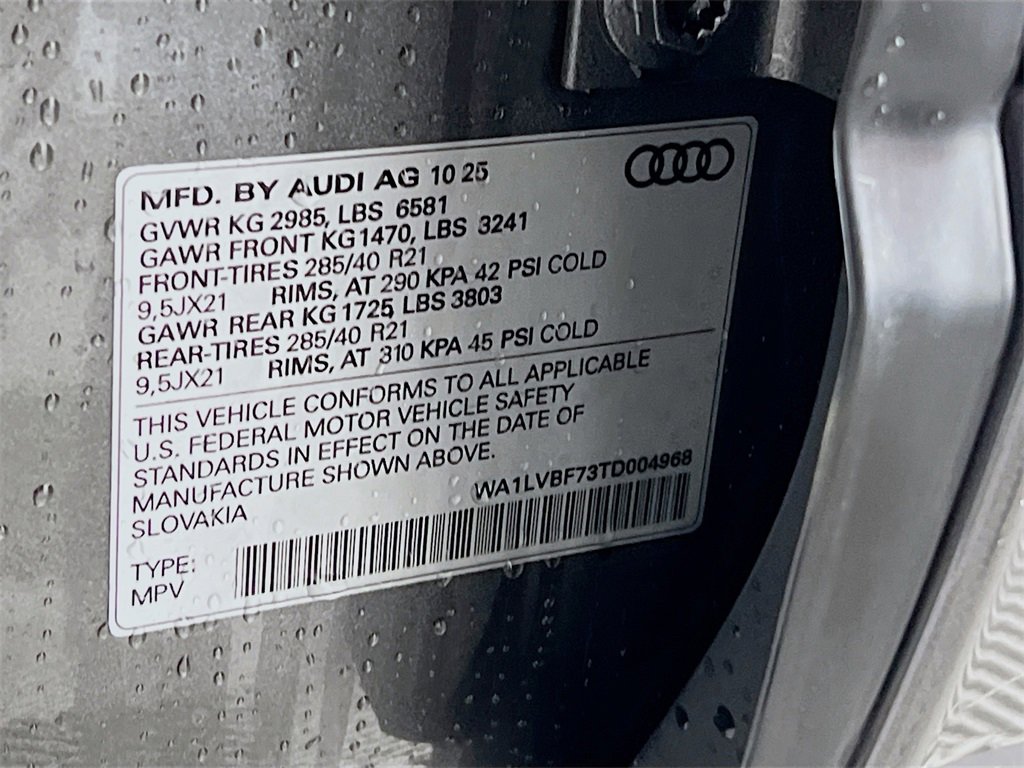 MFD. BY AUDI AG 10 25
GVWR KG 2985, LBS 6581
GAWR FRONT KG1470, LBS 3241
FRONT-TIRES 285/40 R21
9,5JX21 RIMS, AT 290 KPA 42 PSI COLD
GAWR REAR KG1725, LBS 3803
REAR-TIRES 285/40 R21
9,5JX21 RIMS, AT 310 KPA 45 PSI COLD
THIS VEHICLE CONFORMS TO ALL APPLICABLE
U.S. FEDERAL MOTOR VEHICLE SAFETY
STANDARDS IN EFFECT ON THE DATE OF
MANUFACTURE SHOWN ABOVE.
SLOVAKIA
WA1LVBF73TD004968
TYPE:
MPV